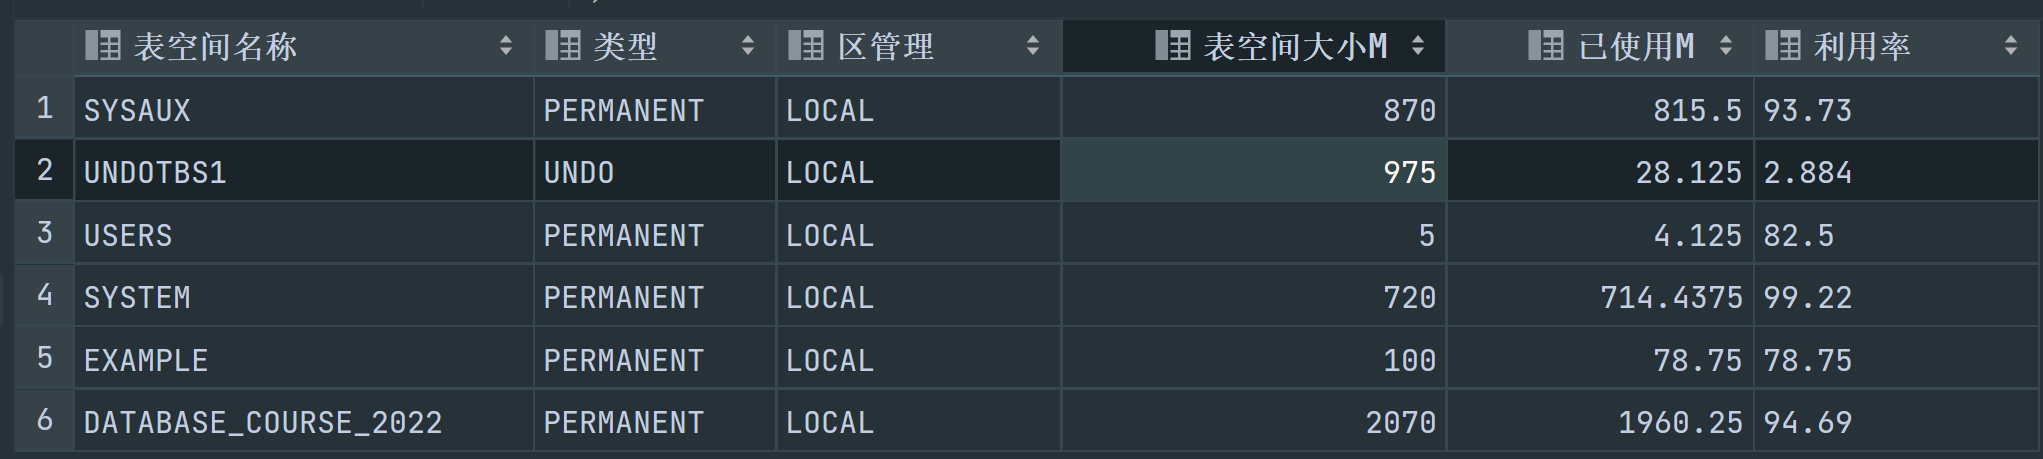 表空间名称 类型 区管理 表空间大小M 已使用M 利用率
1 SYSAUX PERMANENT LOCAL 870 815.5 93.73
2 UNDOTBS1 UNDO LOCAL 975 28.125 2.884
3 USERS PERMANENT LOCAL 5 4.125 82.5
4 SYSTEM PERMANENT LOCAL 720 714.4375 99.22
5 EXAMPLE PERMANENT LOCAL 100 78.75 78.75
6 DATABASE_COURSE_2022 PERMANENT LOCAL 2070 1960.25 94.69